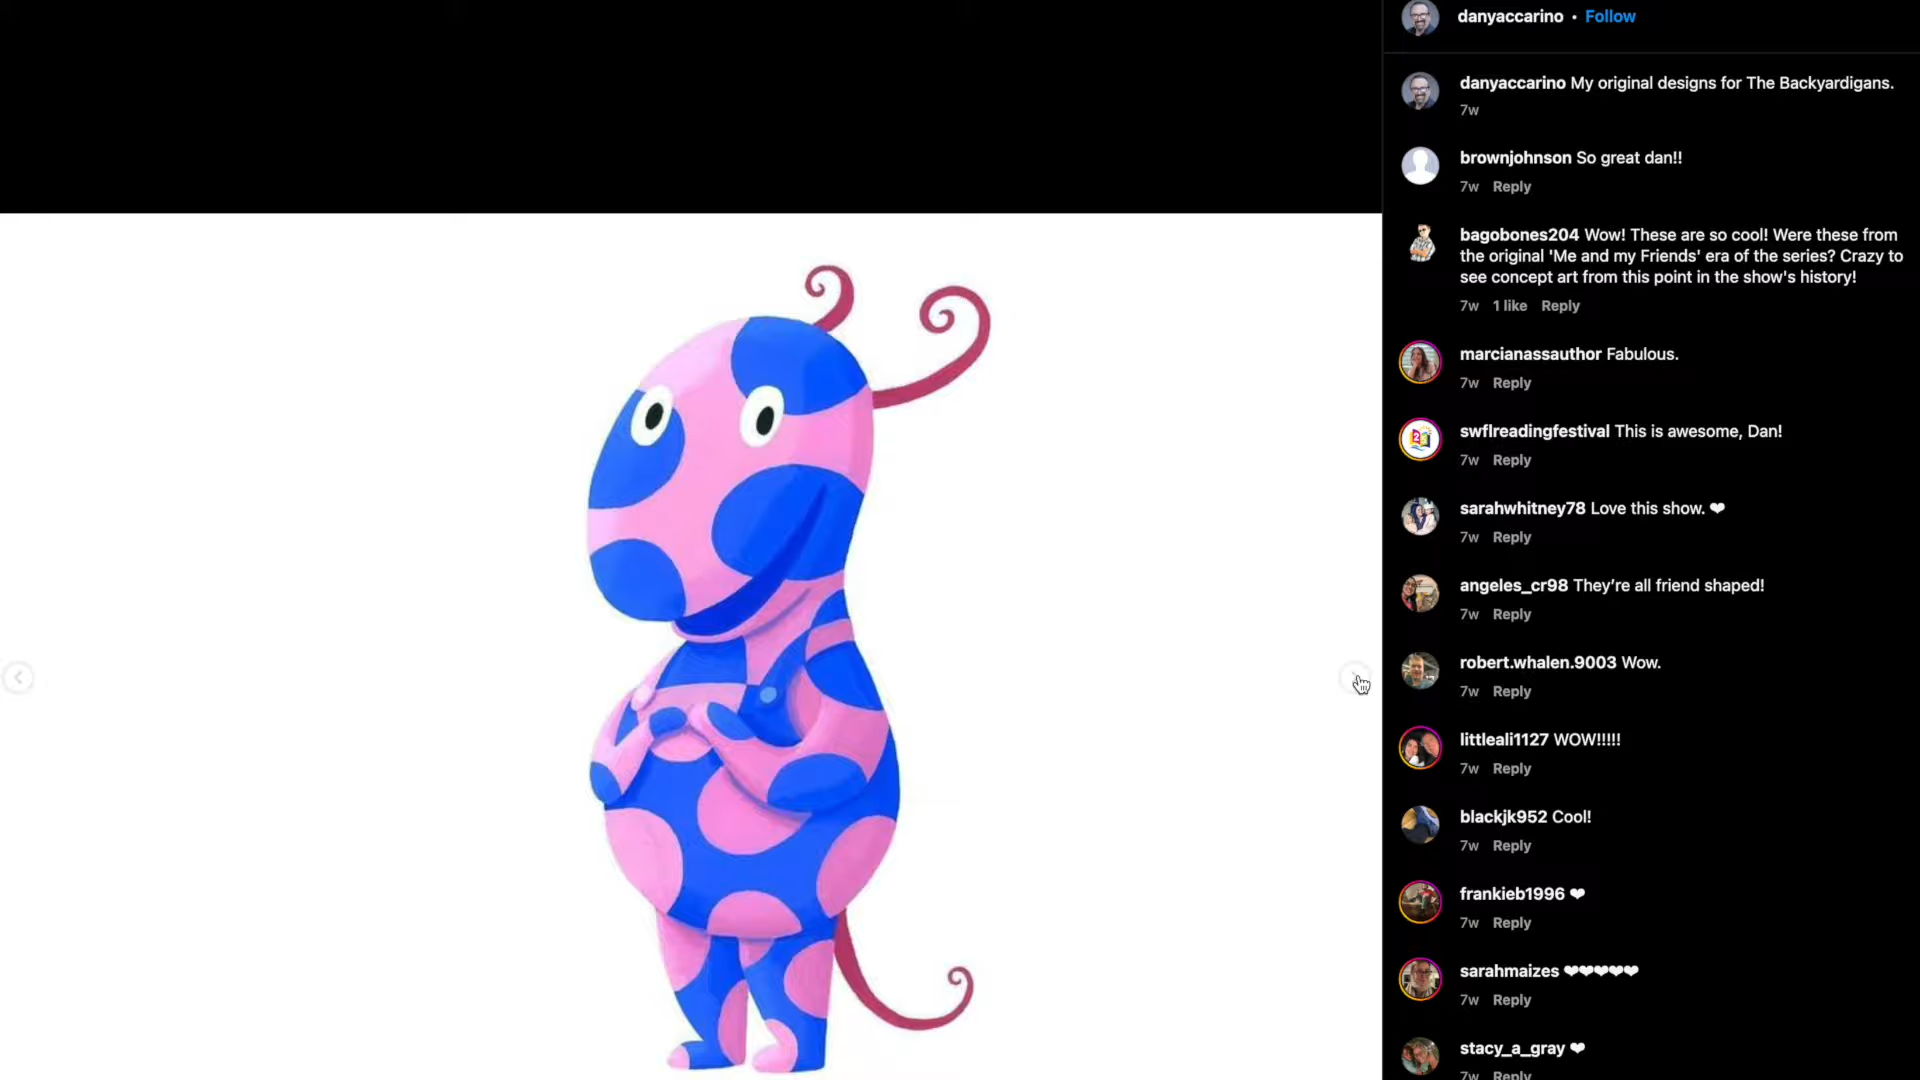 danyaccarino • Follow
danyaccarino My original designs for The Backyardigans.
7w
brownjohnson So great dan!!
7w Reply
bagobones204 Wow! These are so cool! Were these from
the original 'Me and my Friends' era of the series? Crazy to
see concept art from this point in the show's history!
7w 1 like Reply
marcianassauthor Fabulous.
7w Reply
swflreadingfestival This is awesome, Dan!
7w Reply
sarahwhitney78 Love this show. ❤
7w Reply
angeles_cr98 They’re all friend shaped!
7w Reply
robert.whalen.9003 Wow.
7w Reply
littleali1127 WOW!!!!!
7w Reply
blackjk952 Cool!
7w Reply
frankieb1996 ❤
7w Reply
sarahmaizes ❤❤❤❤❤
7w Reply
stacy_a_gray ❤
7w Reply